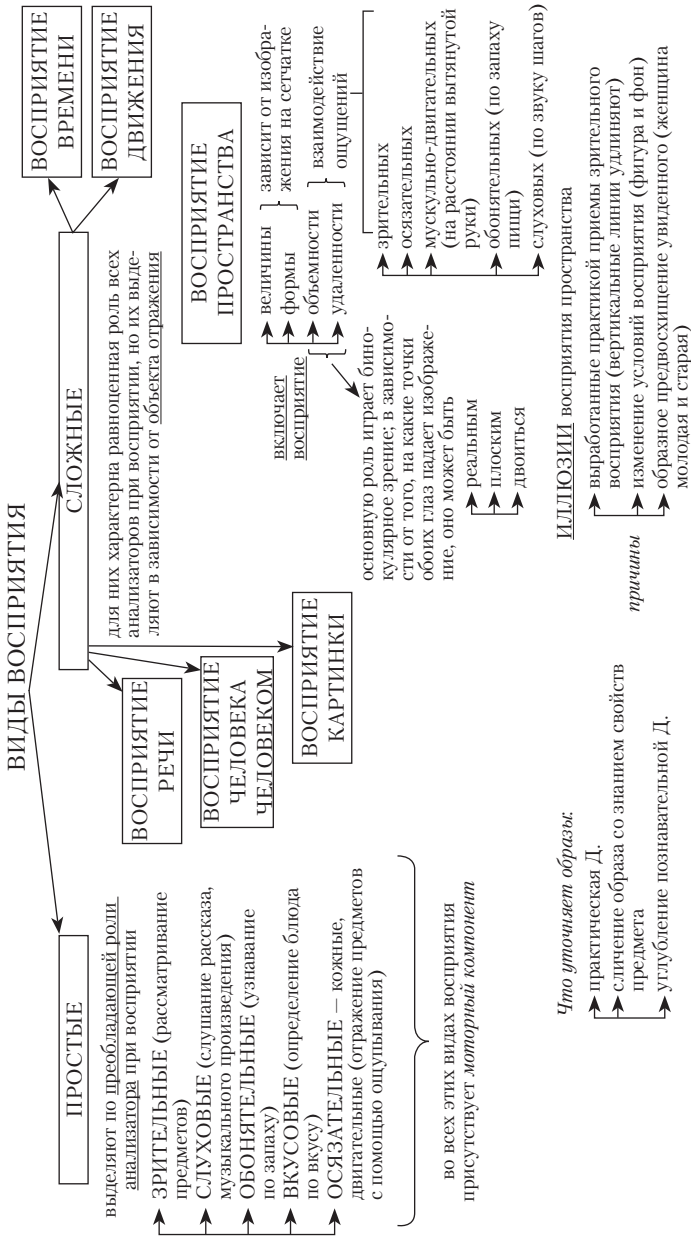 ВИДЫ ВОСПРИЯТИЯ
ПРОСТЫЕ
выделяют по преобладающей роли
анализатора при восприятии
ЗРИТЕЛЬНЫЕ (рассматривание
предметов)
СЛУХОВЫЕ (слушание рассказа,
музыкального произведения)
ОБОНЯТЕЛЬНЫЕ (узнавание
по запаху)
ВКУСОВЫЕ (определение блюда
по вкусу)
ОСЯЗАТЕЛЬНЫЕ — кожные,
двигательные (отражение предметов
с помощью ощупывания)
во всех этих видах восприятия
присутствует моторный компонент
СЛОЖНЫЕ
для них характерна равноценная роль всех
анализаторов при восприятии, но их выде-
ляют в зависимости от объекта отражения
ВОСПРИЯТИЕ
РЕЧИ
ВОСПРИЯТИЕ
ЧЕЛОВЕКА
ЧЕЛОВЕКОМ
ВОСПРИЯТИЕ
КАРТИНКИ
ВОСПРИЯТИЕ
ВРЕМЕНИ
ВОСПРИЯТИЕ
ДВИЖЕНИЯ
ВОСПРИЯТИЕ
ПРОСТРАНСТВА
включает
восприятие
величины
формы
объемности
удаленности
зависит от изобра-
жения на сетчатке
взаимодействие
ощущений
зрительных
осязательных
мускульно-двигательных
(на расстоянии вытянутой
руки)
обонятельных (по запаху
пищи)
слуховых (по звуку шагов)
основную роль играет бино-
кулярное зрение; в зависимо-
сти от того, на какие точки
обоих глаз падает изображе-
ние, оно может быть
реальным
плоским
двоиться
Что уточняет образы:
практическая Д.
сличение образа со знанием свойств
предмета
углубление познавательной Д.
ИЛЛЮЗИИ восприятия пространства
причины
выработанные практикой приемы зрительного
восприятия (вертикальные линии удлиняют)
изменение условий восприятия (фигура и фон)
образное предвосхищение увиденного (женщина
молодая и старая)